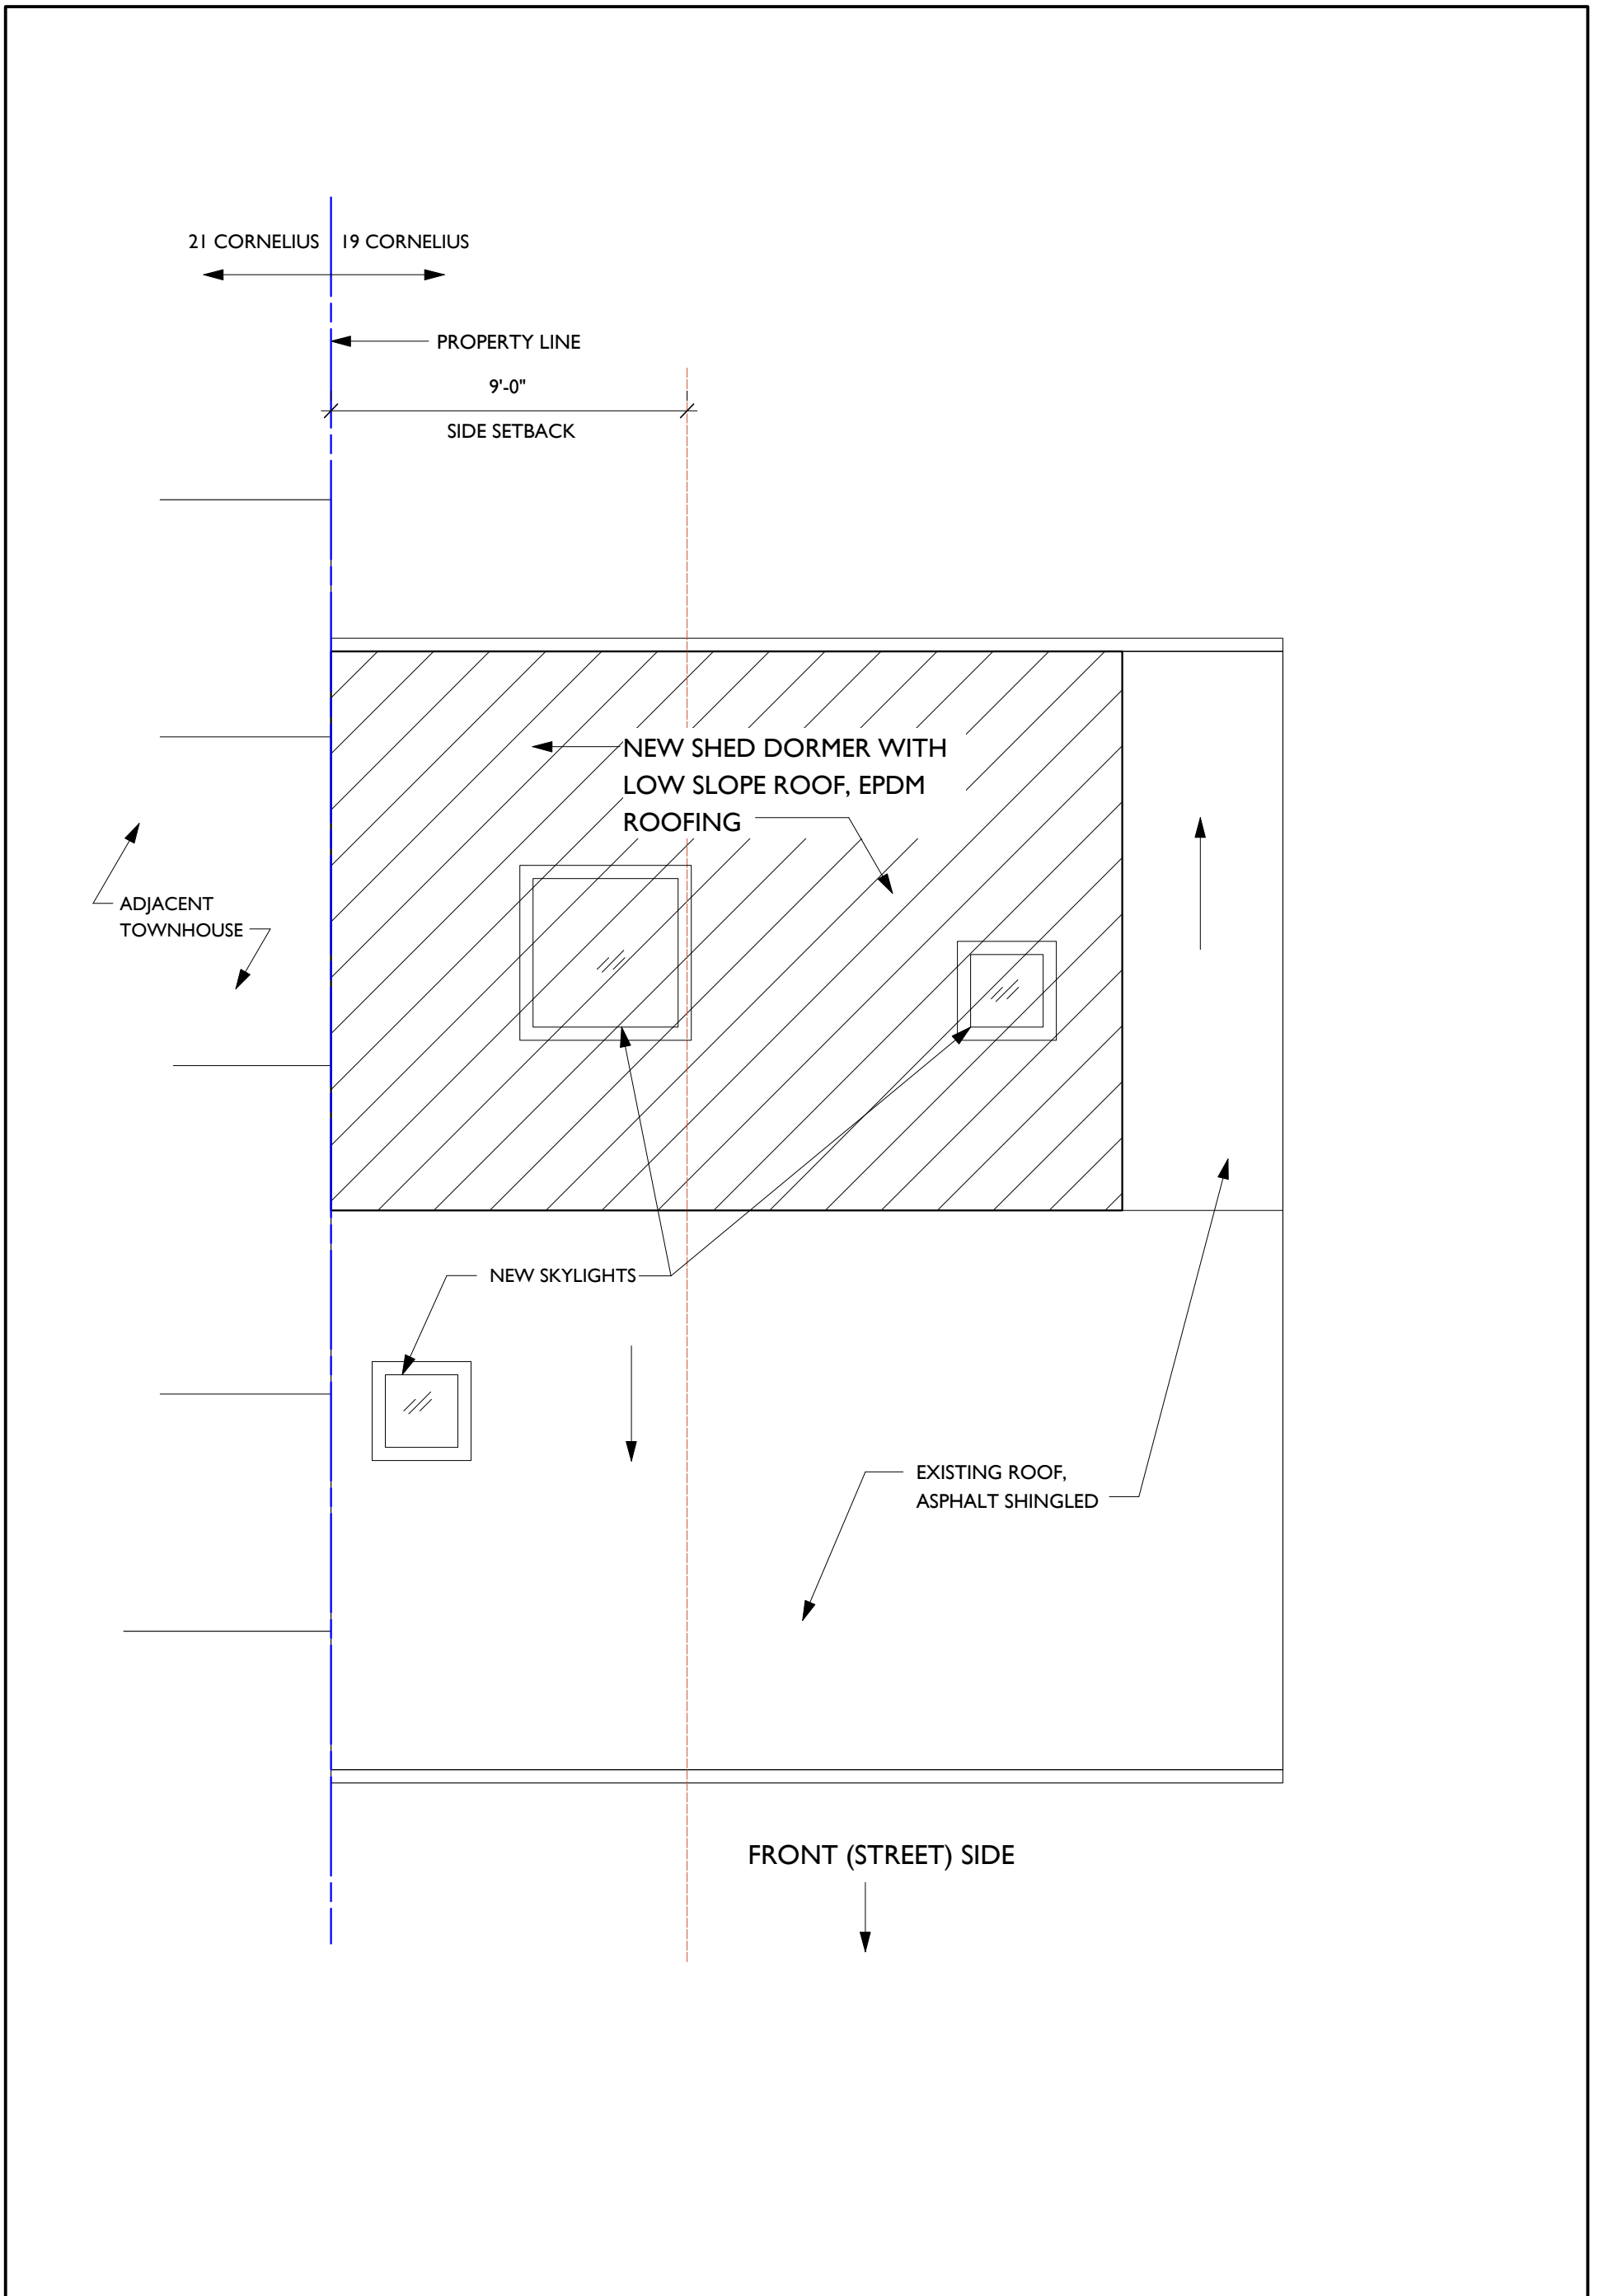 21 CORNELIUS
19 CORNELIUS
PROPERTY LINE
9'-0"
SIDE SETBACK
NEW SHED DORMER WITH
LOW SLOPE ROOF, EPDM
ROOFING
ADJACENT
TOWNHOUSE
NEW SKYLIGHTS
EXISTING ROOF,
ASPHALT SHINGLED
FRONT (STREET) SIDE